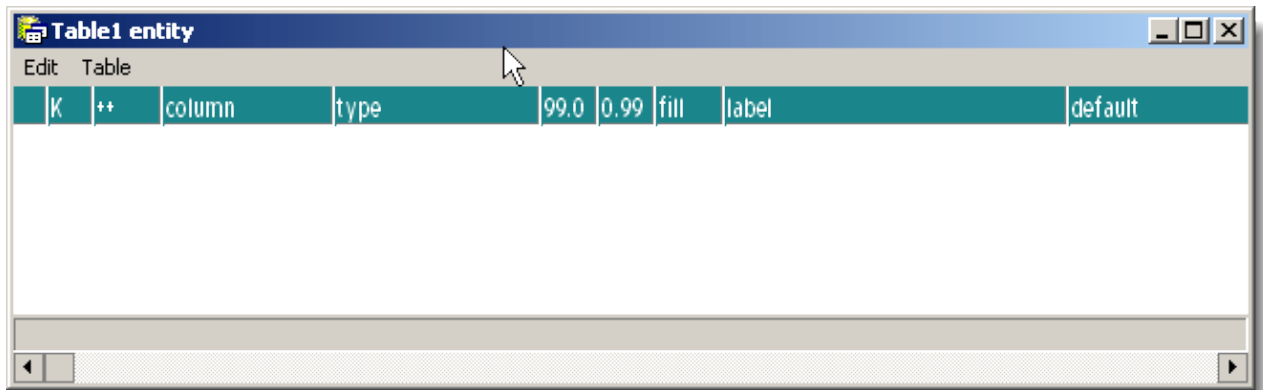 Table1 entity
Edit Table
K ++ column type 99.0 0.99 fill label default